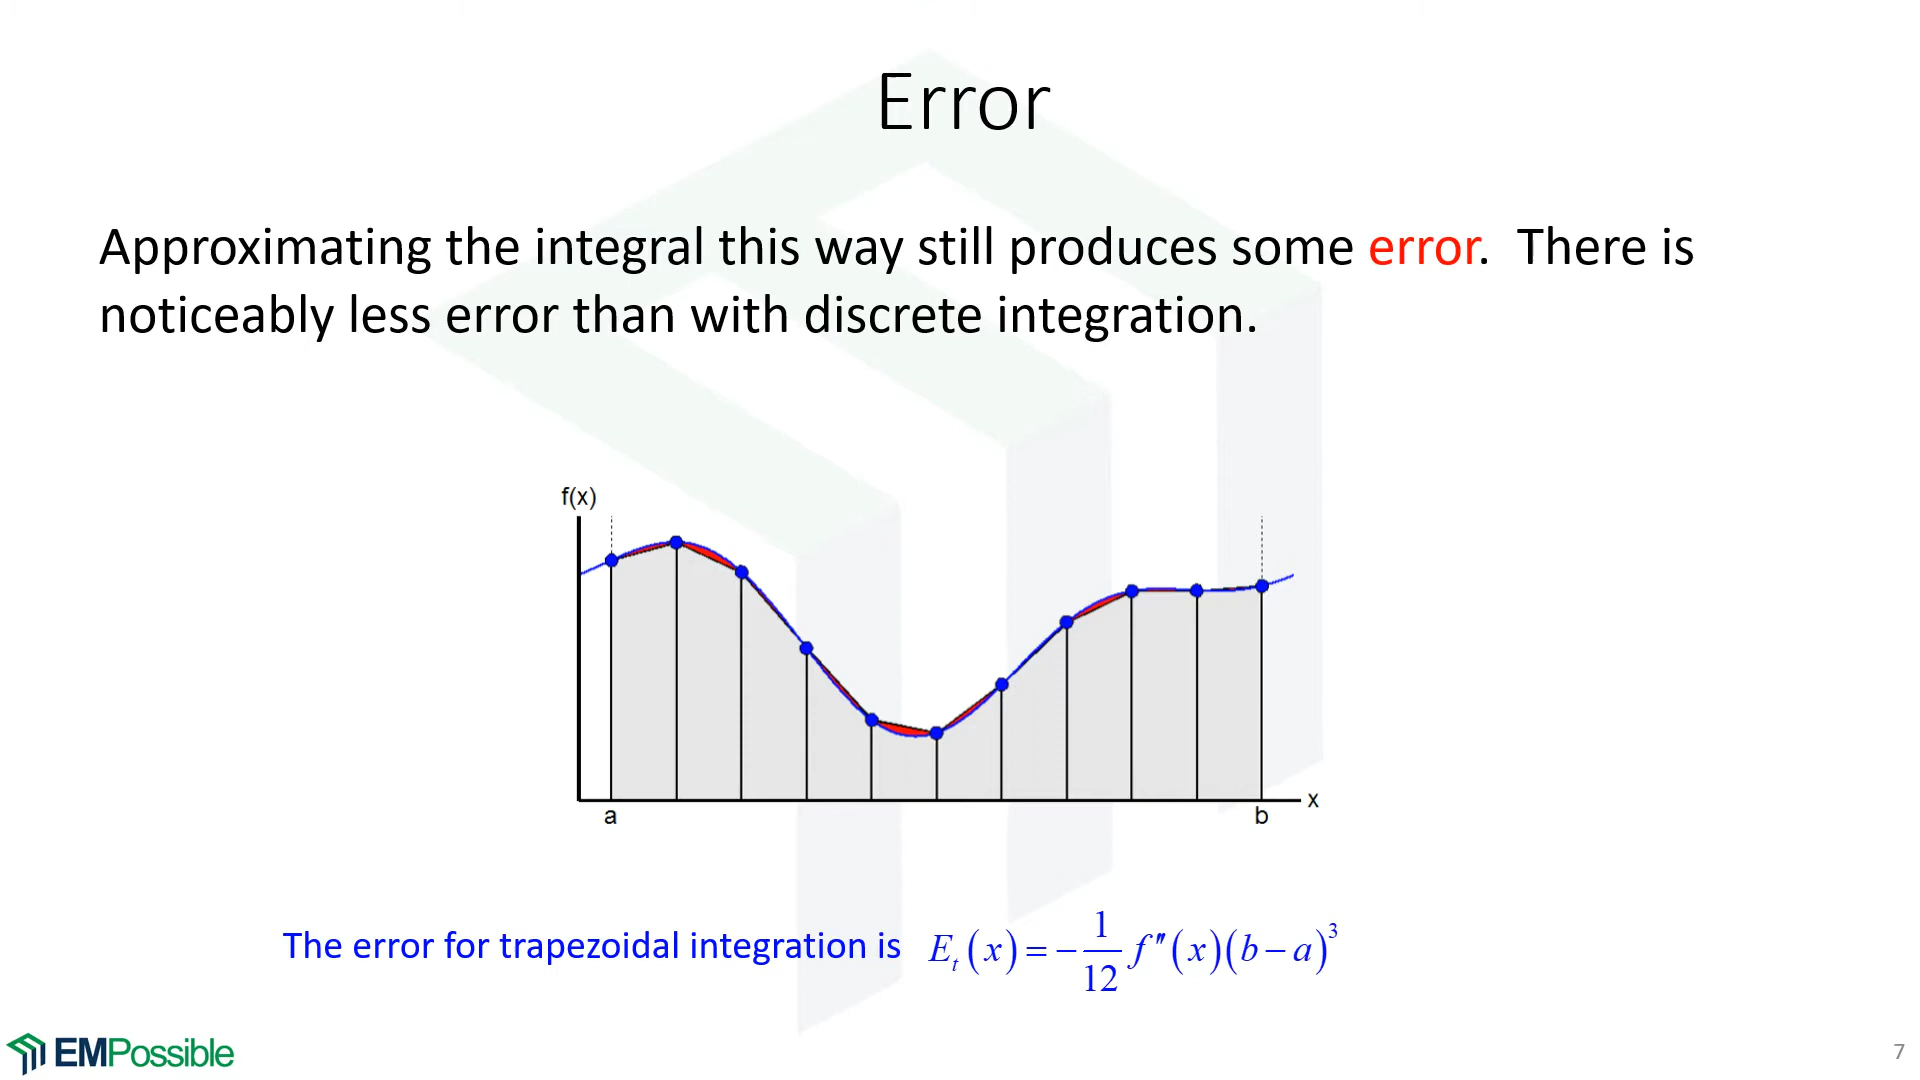 Error
Approximating the integral this way still produces some error. There is
noticeably less error than with discrete integration.
f(x)
x
a b
The error for trapezoidal integration is E_t(x) = −1/12 f″(x)(b − a)³
EMPossible
7